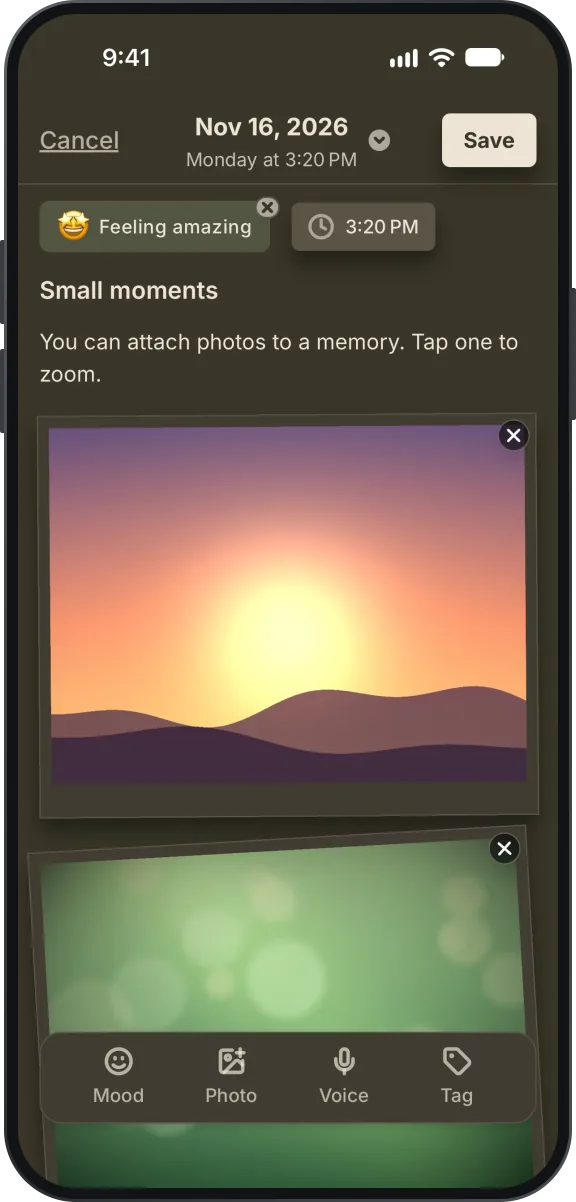 9:41
Cancel
Nov 16, 2026
Monday at 3:20 PM
Save
🤩 Feeling amazing
3:20 PM
Small moments
You can attach photos to a memory. Tap one to
zoom.
Mood
Photo
Voice
Tag